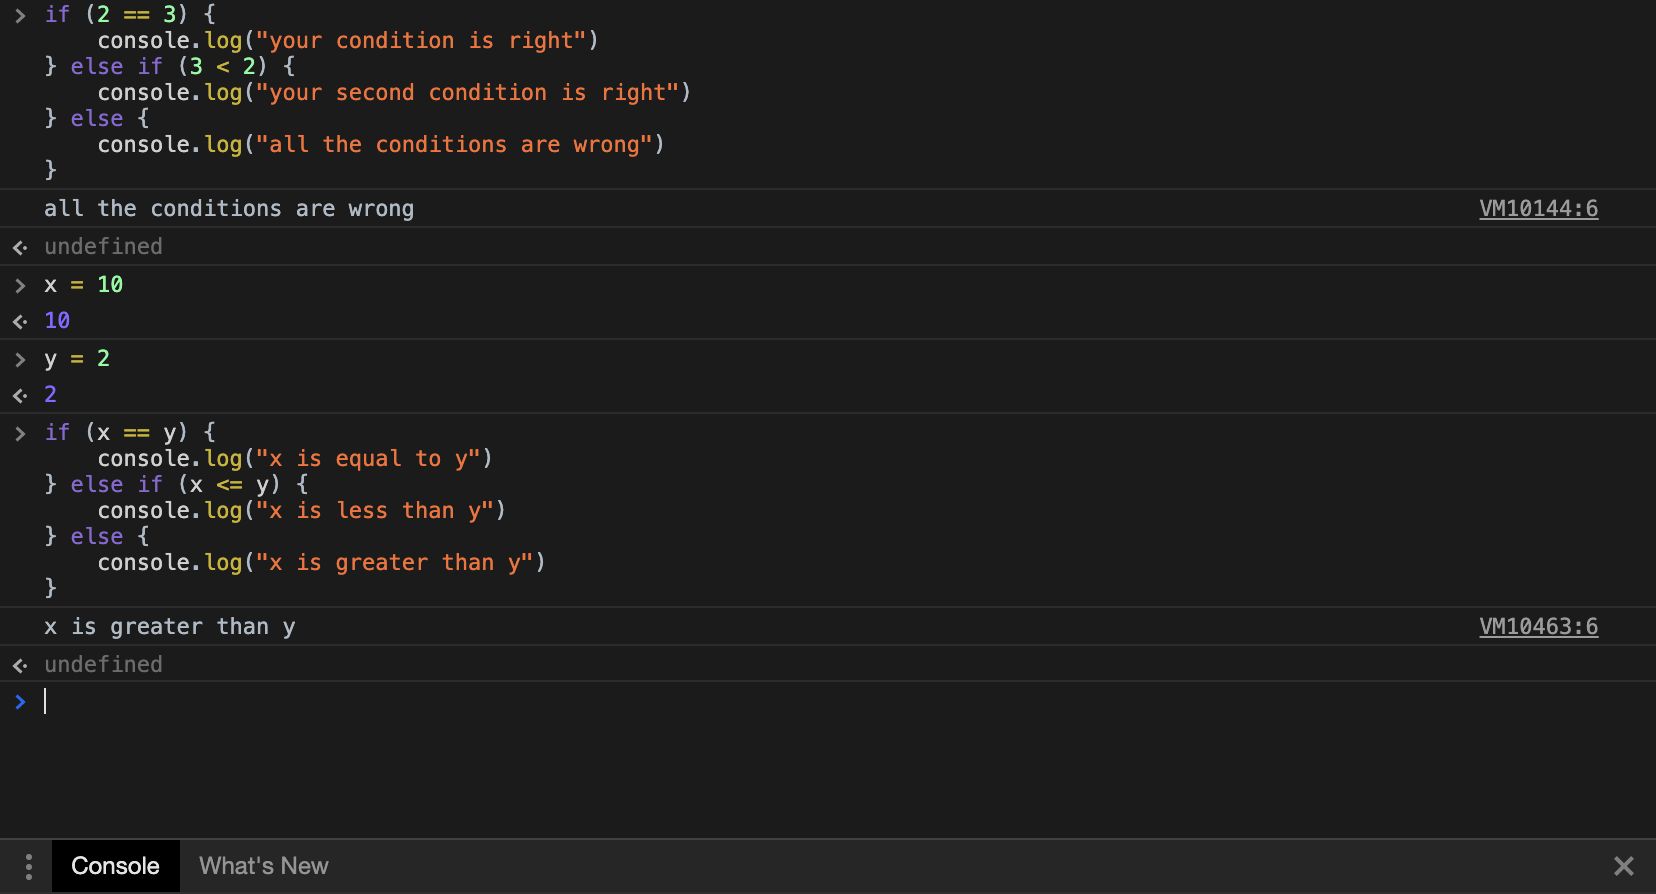 > if (2 == 3) {
    console.log("your condition is right")
} else if (3 < 2) {
    console.log("your second condition is right")
} else {
    console.log("all the conditions are wrong")
}
all the conditions are wrong VM10144:6
undefined
> x = 10
10
> y = 2
2
> if (x == y) {
    console.log("x is equal to y")
} else if (x <= y) {
    console.log("x is less than y")
} else {
    console.log("x is greater than y")
}
x is greater than y VM10463:6
undefined
>
Console What's New